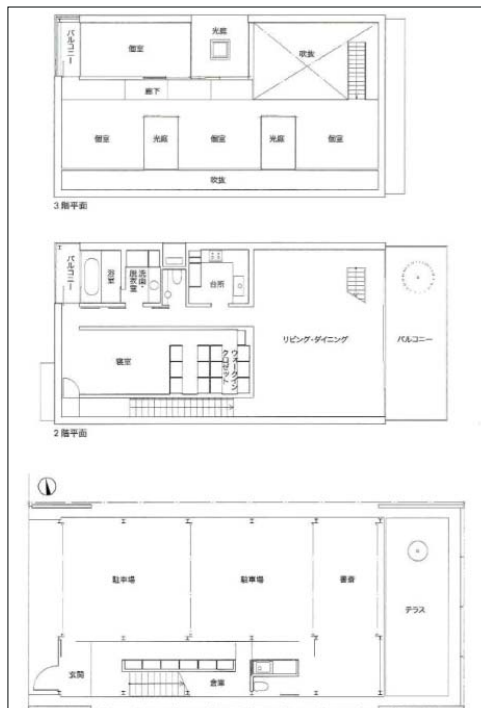 バルコニー
個室
光庭
吹抜
廊下
個室
光庭
個室
光庭
個室
吹抜
3階平面
バルコニー
浴室
洗面・
脱衣室
台所
リビング・ダイニング
バルコニー
寝室
ウォークイン
クロゼット
2階平面
駐車場
駐車場
書斎
テラス
玄関
倉庫